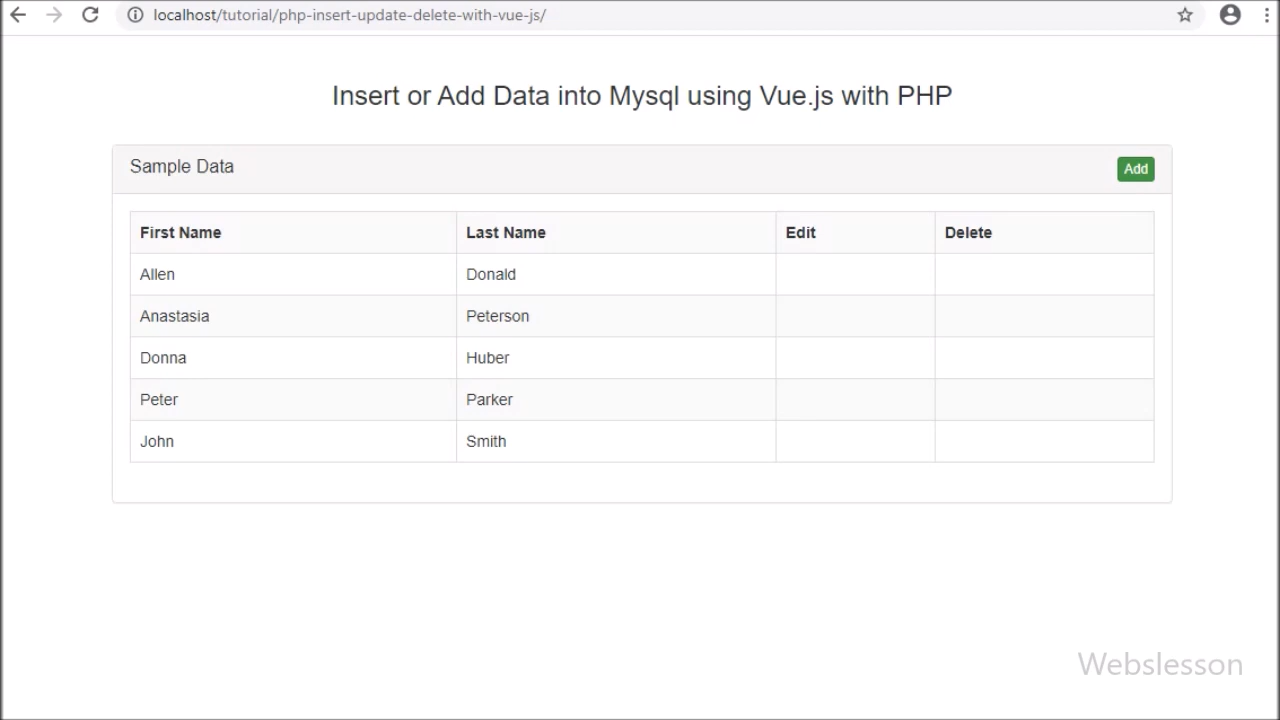 localhost/tutorial/php-insert-update-delete-with-vue-js/
Insert or Add Data into Mysql using Vue.js with PHP
Sample Data
Add
First Name Last Name Edit Delete
Allen Donald
Anastasia Peterson
Donna Huber
Peter Parker
John Smith
Webslesson